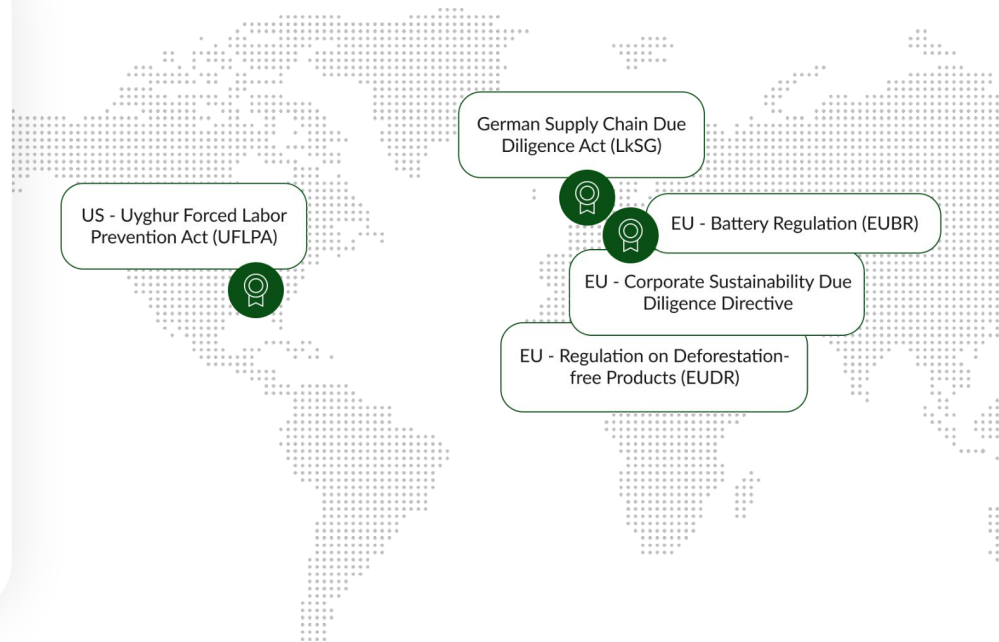 German Supply Chain Due
Diligence Act (LkSG)
US - Uyghur Forced Labor
Prevention Act (UFLPA)
EU - Battery Regulation (EUBR)
EU - Corporate Sustainability Due
Diligence Directive
EU - Regulation on Deforestation-
free Products (EUDR)